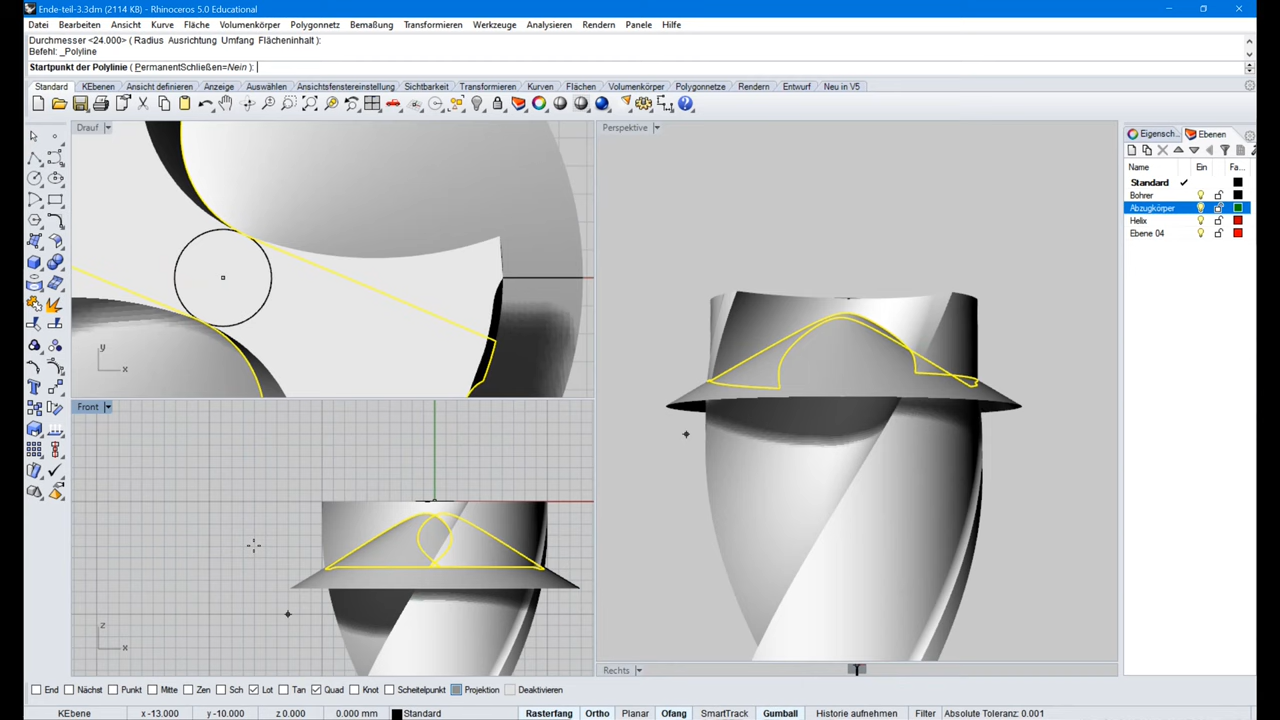 Ende-teil-3.3dm (2114 KB) - Rhinoceros 5.0 Educational
Datei Bearbeiten Ansicht Kurve Fläche Volumenkörper Polygonnetz Bemaßung Transformieren Werkzeuge Analysieren Rendern Panele Hilfe
Durchmesser <24.000> ( Radius Ausrichtung Umfang Flächeninhalt ):
Befehl: _Polyline
Startpunkt der Polylinie ( PermanentSchließen=Nein ):
Standard KEbenen Ansicht definieren Anzeige Auswählen Ansichtsfenstereinstellung Sichtbarkeit Transformieren Kurven Flächen Volumenkörper Polygonnetze Rendern Entwurf Neu in V5
Drauf
Perspektive
Eigensch... Ebenen
Name Ein Fa...
Standard
Bohrer
Abzugkörper
Helix
Ebene 04
y
x
Front
z
x
Rechts
End Nächst Punkt Mitte Zen Sch Lot Tan Quad Knot Scheitelpunkt Projektion Deaktivieren
KEbene x -13.000 y -10.000 z 0.000 0.000 mm Standard Rasterfang Ortho Planar Ofang SmartTrack Gumball Historie aufnehmen Filter Absolute Toleranz: 0.001